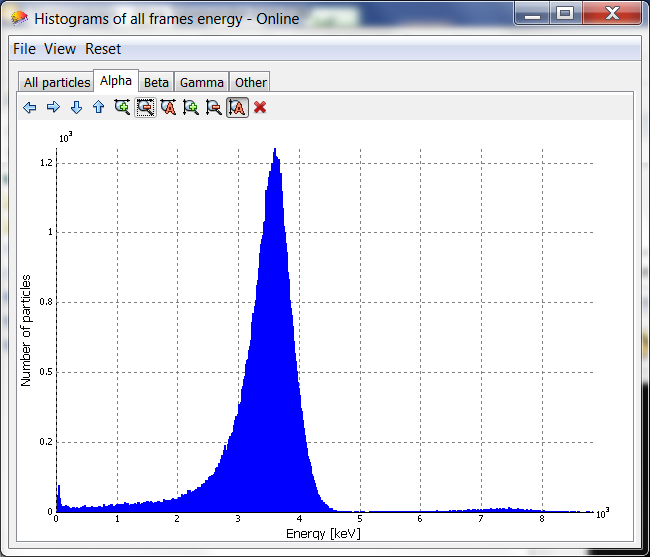 Histograms of all frames energy - Online
File View Reset
All particles Alpha Beta Gamma Other
10³
1.2
1
0.8
0.5
0.2
0
Number of particles
0 1 2 3 4 5 6 7 8 10³
Energy [keV]